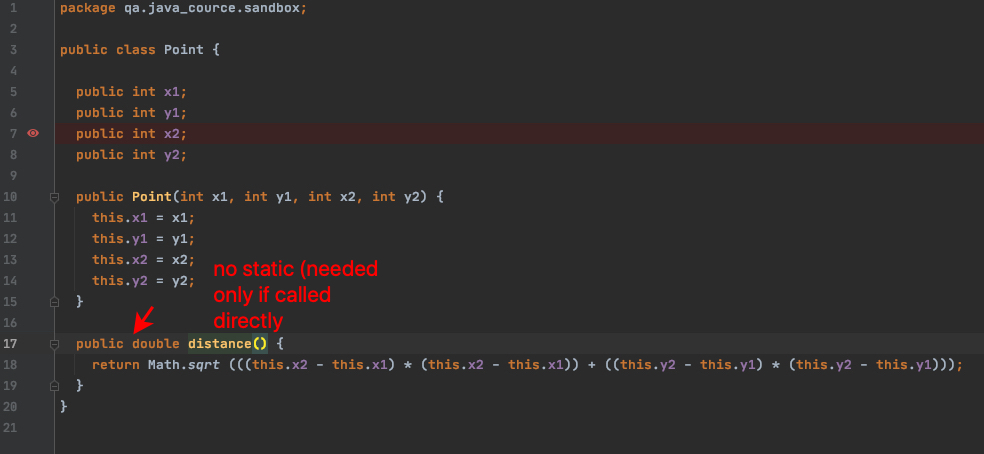 1 package qa.java_cource.sandbox;
2
3 public class Point {
4
5 public int x1;
6 public int y1;
7 public int x2;
8 public int y2;
9
10 public Point(int x1, int y1, int x2, int y2) {
11 this.x1 = x1;
12 this.y1 = y1;
13 this.x2 = x2;
14 this.y2 = y2;
15 }
no static (needed
only if called
directly
16
17 public double distance() {
18 return Math.sqrt (((this.x2 - this.x1) * (this.x2 - this.x1)) + ((this.y2 - this.y1) * (this.y2 - this.y1)));
19 }
20 }
21